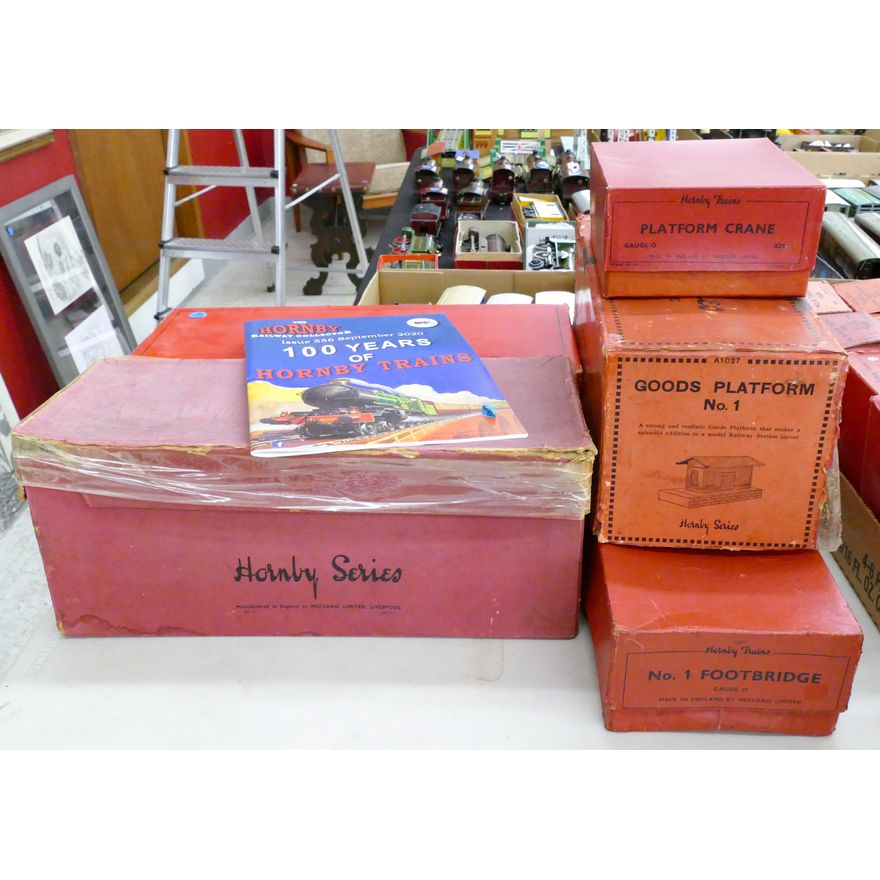 THE
HORNBY
RAILWAY COLLECTOR
Issue 556 September 2020
100 YEARS
OF
HORNBY TRAINS
Hornby Series
Manufactured in England by MECCANO LIMITED, LIVERPOOL
Hornby Trains
PLATFORM CRANE
GAUGE O
MADE IN ENGLAND BY MECCANO LIMITED
A1027
GOODS PLATFORM
No. 1
A strong and realistic Goods Platform that makes a
splendid addition to a model Railway Station layout
Hornby Series
Hornby Trains
No. 1 FOOTBRIDGE
GAUGE O
MADE IN ENGLAND BY MECCANO LIMITED